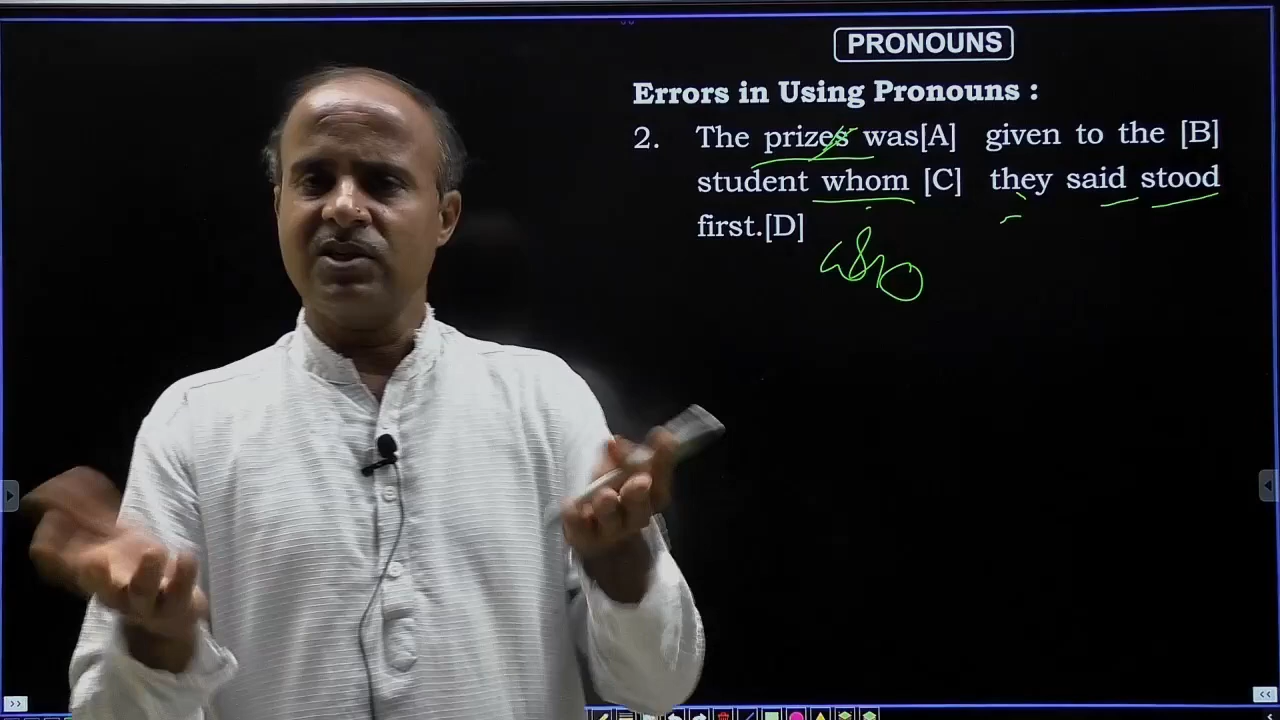 PRONOUNS
Errors in Using Pronouns :
2. The prizes was[A] given to the [B]
student whom [C] they said stood
first.[D]
who